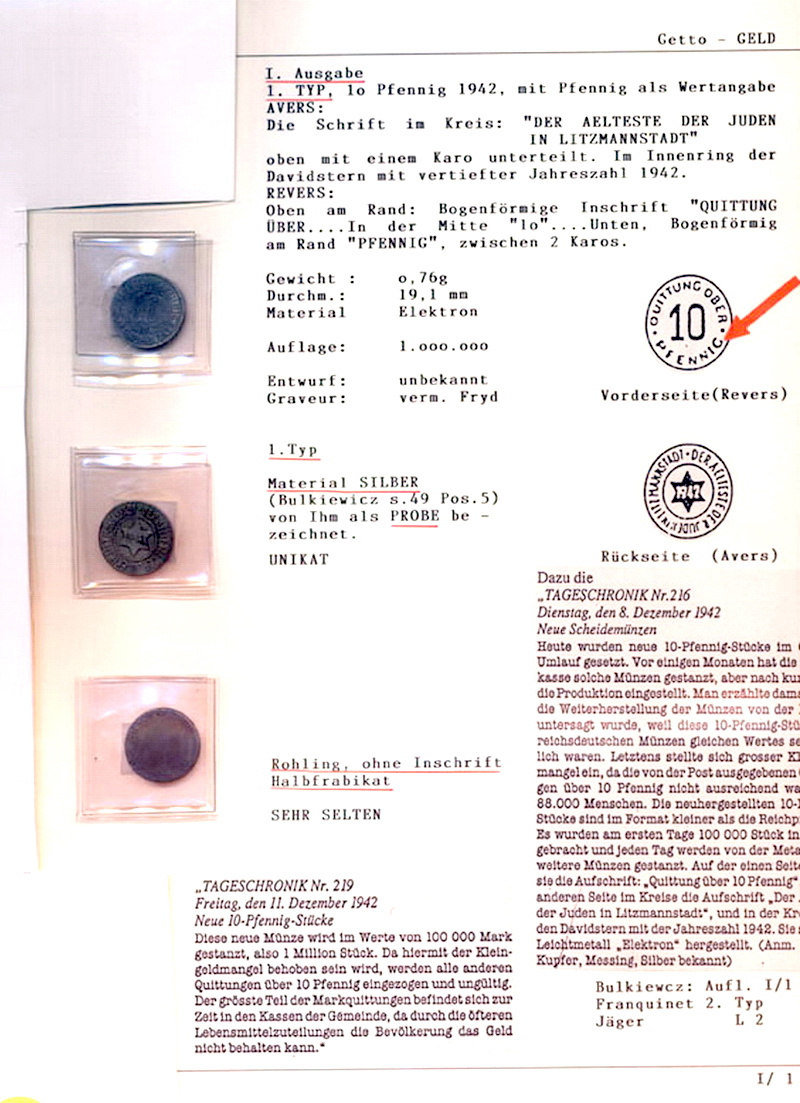 Getto - GELD
I. Ausgabe
1. TYP, lo Pfennig 1942, mit Pfennig als Wertangabe
AVERS:
Die Schrift im Kreis: "DER AELTESTE DER JUDEN
IN LITZMANNSTADT"
oben mit einem Karo unterteilt. Im Innenring der
Davidstern mit vertiefter Jahreszahl 1942.
REVERS:
Oben am Rand: Bogenförmige Inschrift "QUITTUNG
ÜBER....In der Mitte "lo"....Unten, Bogenförmig
am Rand "PFENNIG", zwischen 2 Karos.
Gewicht : o,76g
Durchm.: 19,1 mm
Material Elektron
Auflage: 1.ooo.ooo
Entwurf: unbekannt
Graveur: verm. Fryd
QUITTUNG ÜBER
10
PFENNIG
Vorderseite(Revers)
1.Typ
Material SILBER
(Bulkiewicz s.49 Pos.5)
von Ihm als PROBE be -
zeichnet.
UNIKAT
DER ÄLTESTE DER JUDEN IN LITZMANNSTADT
1942
Rückseite (Avers)
Rohling, ohne Inschrift
Halbfrabikat
SEHR SELTEN
Dazu die
„TAGESCHRONIK Nr.216
Dienstag, den 8. Dezember 1942
Neue Scheidemünzen
Heute wurden neue 10-Pfennig-Stücke im
Umlauf gesetzt. Vor einigen Monaten hat die
kasse solche Münzen gestanzt, aber nach
die Produktion eingestellt. Man erzählte
die Weiterherstellung der Münzen von der
untersagt wurde, weil diese 10-Pfennig-
reichsdeutschen Münzen gleichen Wertes
lich waren. Letztens stellte sich grosser
mangel ein, da die von der Post ausgegebenen
gen über 10 Pfennig nicht ausreichend
88.000 Menschen. Die neuhergestellten
Stücke sind im Format kleiner als die
Es wurden am ersten Tage 100 000 Stück in
gebracht und jeden Tag werden von der
weitere Münzen gestanzt. Auf der einen Seite
sie die Aufschrift: „Quittung über 10 Pfennig"
anderen Seite im Kreise die Aufschrift „Der
der Juden in Litzmannstadt", und in der
den Davidstern mit der Jahreszahl 1942. Sie
Leichtmetall „Elektron" hergestellt. (Anm.
Kupfer, Messing, Silber bekannt)
„TAGESCHRONIK Nr. 219
Freitag, den 11. Dezember 1942
Neue 10-Pfennig-Stücke
Diese neue Münze wird im Werte von 100 000 Mark
gestanzt, also 1 Million Stück. Da hiermit der Klein-
geldmangel behoben sein wird, werden alle anderen
Quittungen über 10 Pfennig eingezogen und ungültig.
Der grösste Teil der Markquittungen befindet sich zur
Zeit in den Kassen der Gemeinde, da durch die öfteren
Lebensmittelzuteilungen die Bevölkerung das Geld
nicht behalten kann."
Bulkiewcz: Aufl. I/1
Franquinet 2. Typ
Jäger L 2
I/ 1